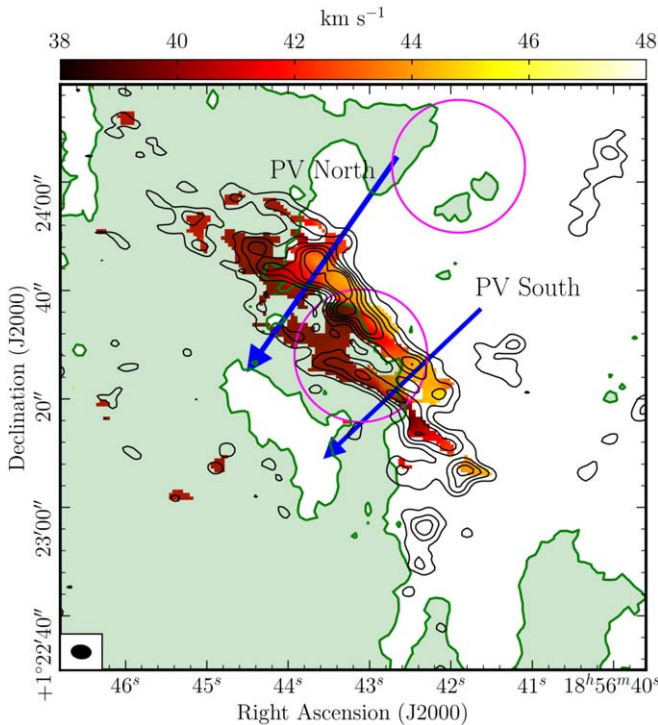 km s⁻¹
38 40 42 44 46 48
PV North
PV South
24′00″
40″
20″
23′00″
+1°22′40″
Declination (J2000)
46ˢ 45ˢ 44ˢ 43ˢ 42ˢ 41ˢ 18ʰ56ᵐ40ˢ
Right Ascension (J2000)